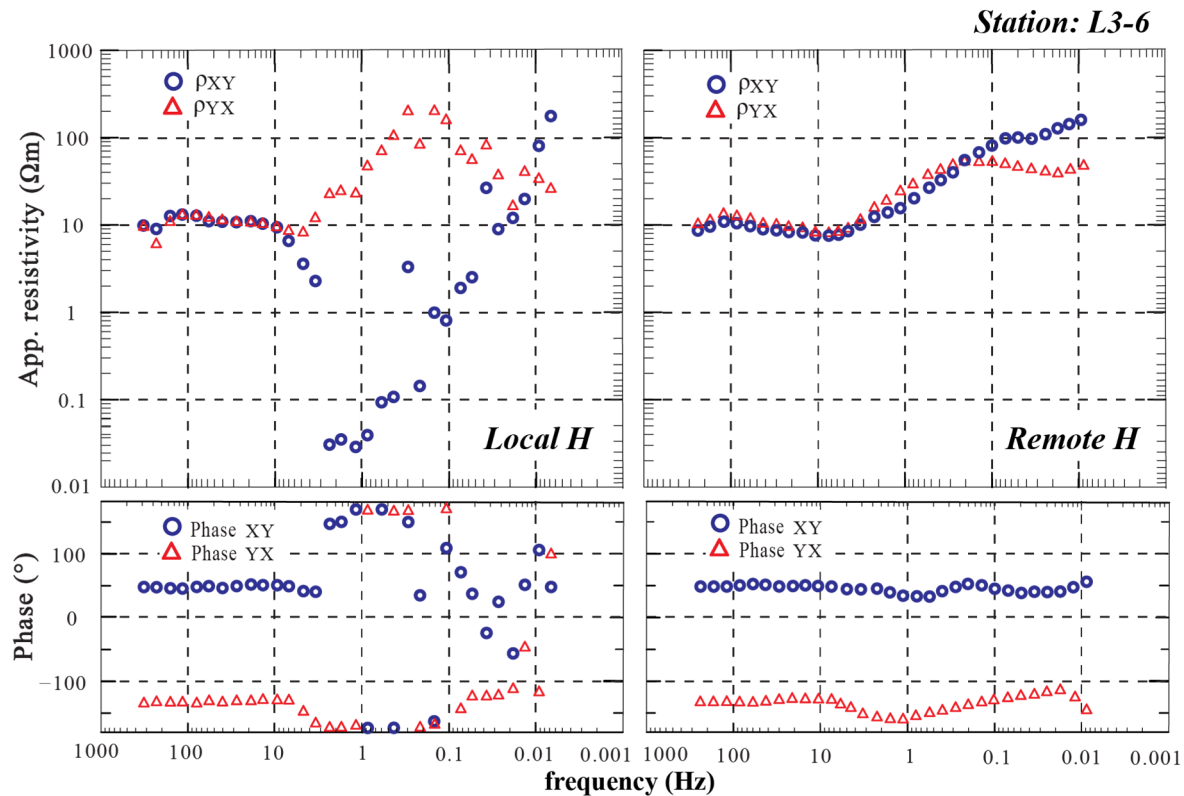 Station: L3-6
1000
100
10
1
0.1
0.01
App. resistivity (Ωm)
ρXY
ρYX
Local H
ρXY
ρYX
Remote H
Phase (°)
100
0
−100
Phase XY
Phase YX
Phase XY
Phase YX
1000 100 10 1 0.1 0.01 0.001
1000 100 10 1 0.1 0.01 0.001
frequency (Hz)